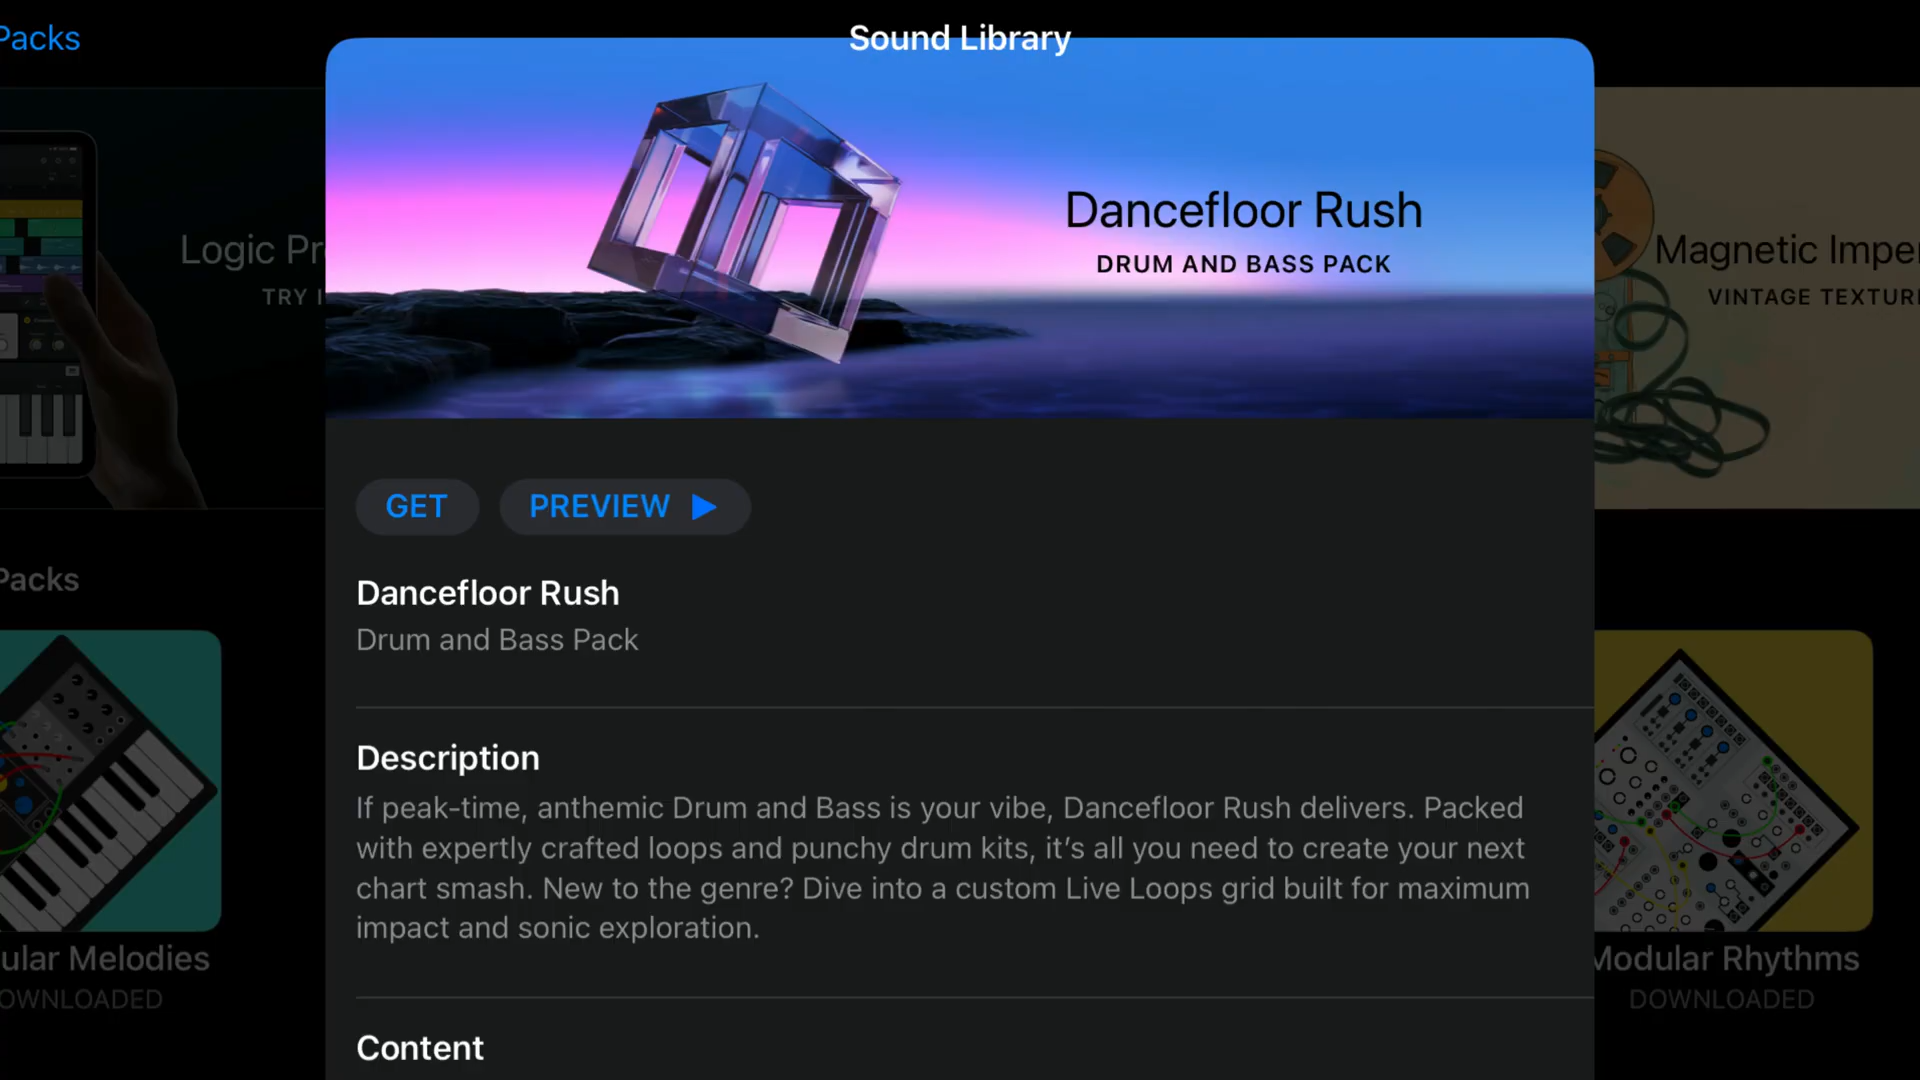 Packs
Sound Library
Dancefloor Rush
DRUM AND BASS PACK
Logic Pr
TRY I
Magnetic Impe
VINTAGE TEXTUR
GET
PREVIEW
Packs
Dancefloor Rush
Drum and Bass Pack
Description
If peak-time, anthemic Drum and Bass is your vibe, Dancefloor Rush delivers. Packed
with expertly crafted loops and punchy drum kits, it’s all you need to create your next
chart smash. New to the genre? Dive into a custom Live Loops grid built for maximum
impact and sonic exploration.
ular Melodies
OWNLOADED
Modular Rhythms
DOWNLOADED
Content